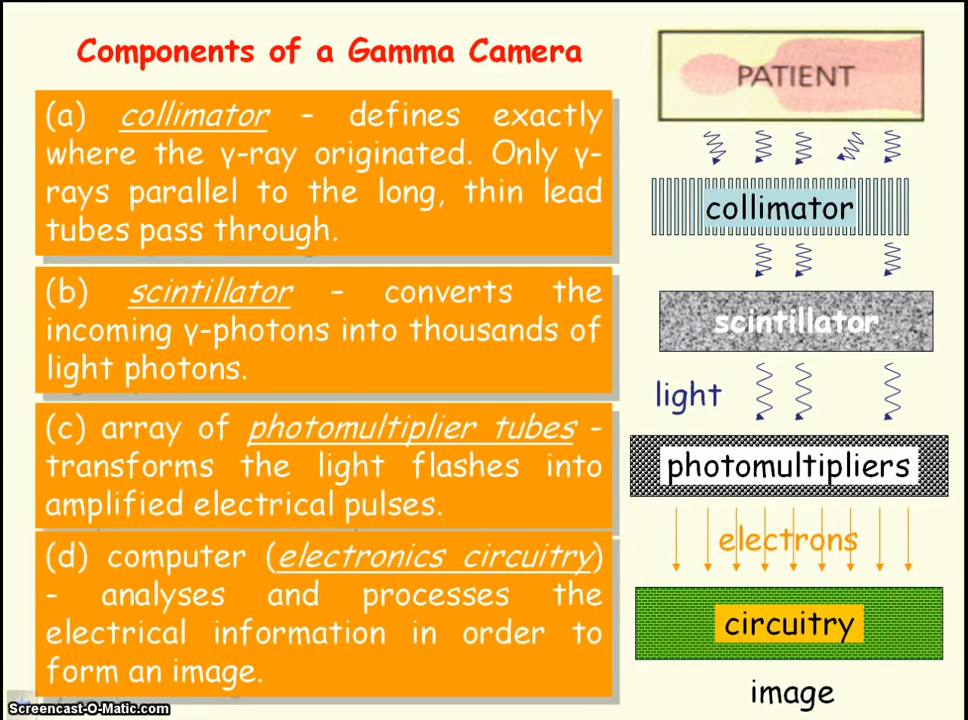 Components of a Gamma Camera
(a) collimator - defines exactly
where the γ-ray originated. Only γ-
rays parallel to the long, thin lead
tubes pass through.
(b) scintillator - converts the
incoming γ-photons into thousands of
light photons.
(c) array of photomultiplier tubes -
transforms the light flashes into
amplified electrical pulses.
(d) computer (electronics circuitry)
- analyses and processes the
electrical information in order to
form an image.
PATIENT
collimator
scintillator
light
photomultipliers
electrons
circuitry
image
Screencast-O-Matic.com